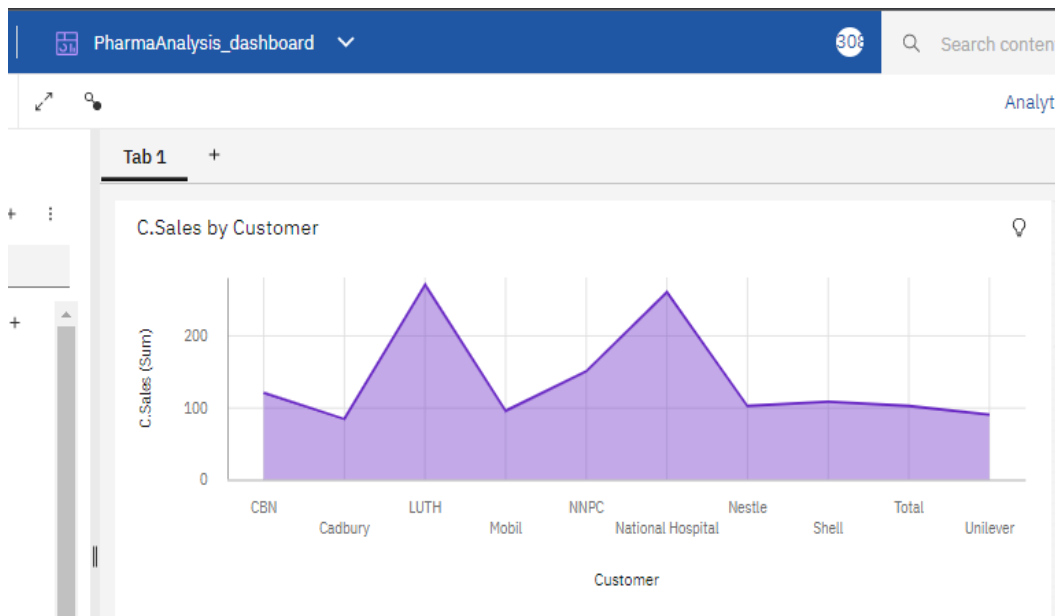 PharmaAnalysis_dashboard
308
Search conten
Analyt
Tab 1 +
C.Sales by Customer
C.Sales (Sum)
200
100
0
CBN LUTH NNPC Nestle Total
Cadbury Mobil National Hospital Shell Unilever
Customer